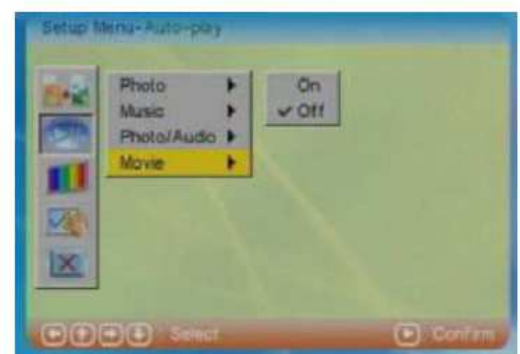 Setup Menu-Auto-play
Photo
Music
Photo/Audio
Movie
On
Off
Select
Confirm